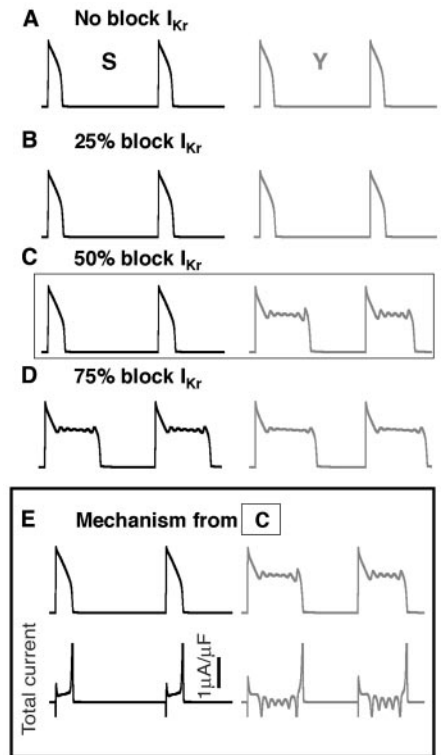 A No block IKr
S Y
B 25% block IKr
C 50% block IKr
D 75% block IKr
E Mechanism from C
Total current
1μA/μF